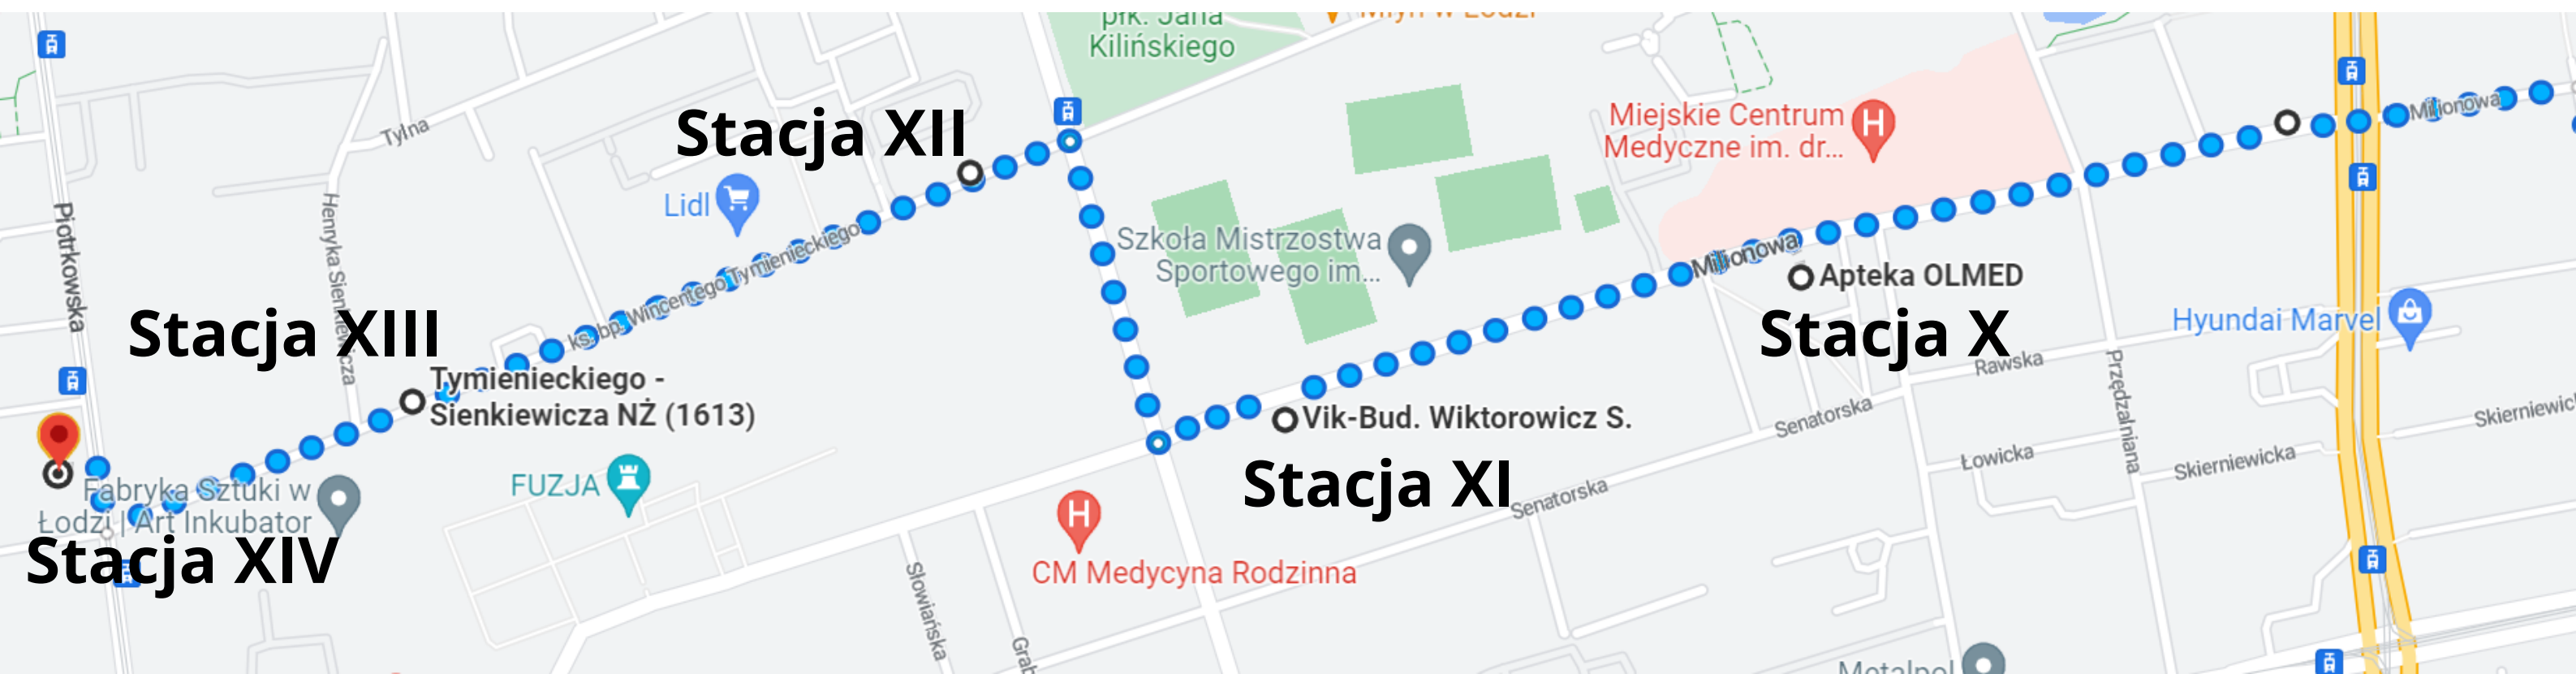 płk. Jana
Kilińskiego
Młyn w Łodzi
Stacja XII
Tylna
Lidl
Miejskie Centrum
Medyczne im. dr...
Milionowa
Piotrkowska
Henryka Sienkiewicza
ks. bp. Wincentego Tymienieckiego
Szkoła Mistrzostwa
Sportowego im...
Milionowa
Apteka OLMED
Stacja X
Hyundai Marvel
Stacja XIII
Rawska
Przędzalniana
Tymienieckiego -
Sienkiewicza NŻ (1613)
Vik-Bud. Wiktorowicz S.
Senatorska
Stacja XI
Łowicka
Skierniewicka
FUZJA
Fabryka Sztuki w
Łodzi | Art Inkubator
Stacja XIV
Senatorska
CM Medycyna Rodzinna
Słowiańska
Metalpol